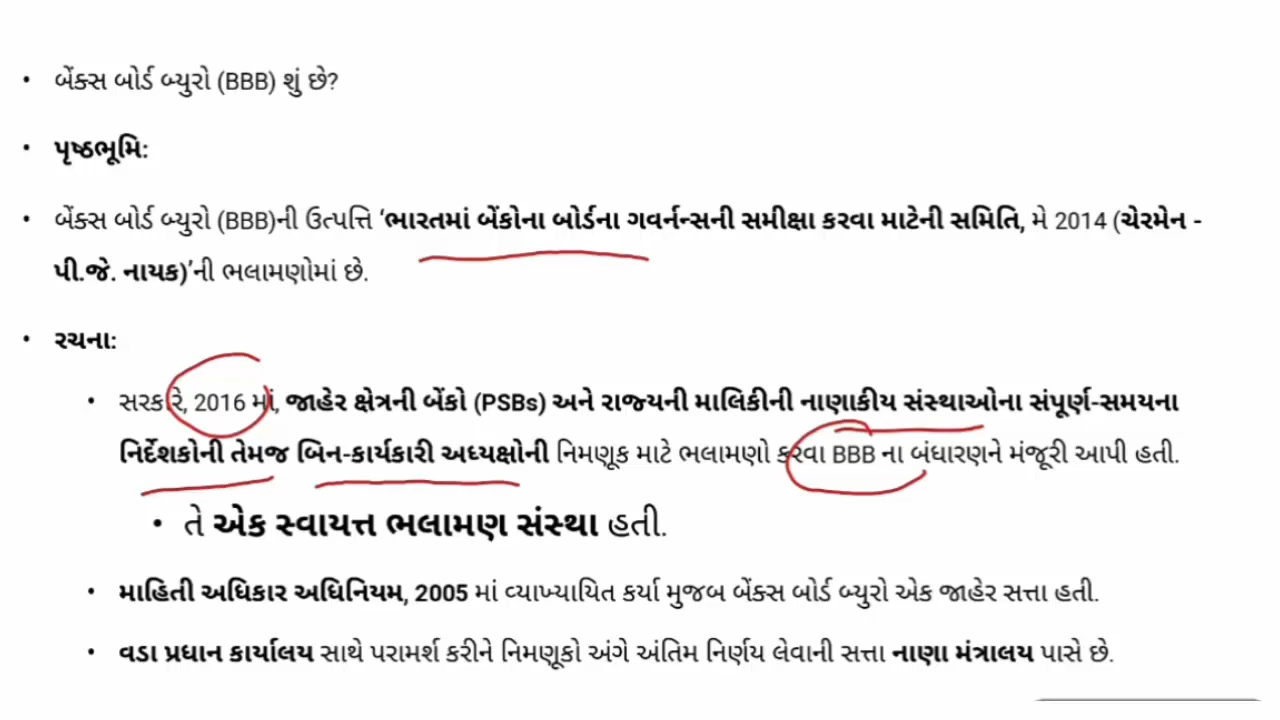 • બેંક્સ બોર્ડ બ્યુરો (BBB) શું છે?
• પૃષ્ઠભૂમિ:
• બેંક્સ બોર્ડ બ્યુરો (BBB)ની ઉત્પત્તિ ‘ભારતમાં બેંકોના બોર્ડના ગવર્નન્સની સમીક્ષા કરવા માટેની સમિતિ, મે 2014 (ચેરમેન -
પી.જે. નાયક)’ની ભલામણોમાં છે.
• રચના:
• સરકારે, 2016 માં, જાહેર ક્ષેત્રની બેંકો (PSBs) અને રાજ્યની માલિકીની નાણાકીય સંસ્થાઓના સંપૂર્ણ-સમયના
નિર્દેશકોની તેમજ બિન-કાર્યકારી અધ્યક્ષોની નિમણૂક માટે ભલામણો કરવા BBB ના બંધારણને મંજૂરી આપી હતી.
• તે એક સ્વાયત્ત ભલામણ સંસ્થા હતી.
• માહિતી અધિકાર અધિનિયમ, 2005 માં વ્યાખ્યાયિત કર્યા મુજબ બેંક્સ બોર્ડ બ્યુરો એક જાહેર સત્તા હતી.
• વડા પ્રધાન કાર્યાલય સાથે પરામર્શ કરીને નિમણૂકો અંગે અંતિમ નિર્ણય લેવાની સત્તા નાણા મંત્રાલય પાસે છે.